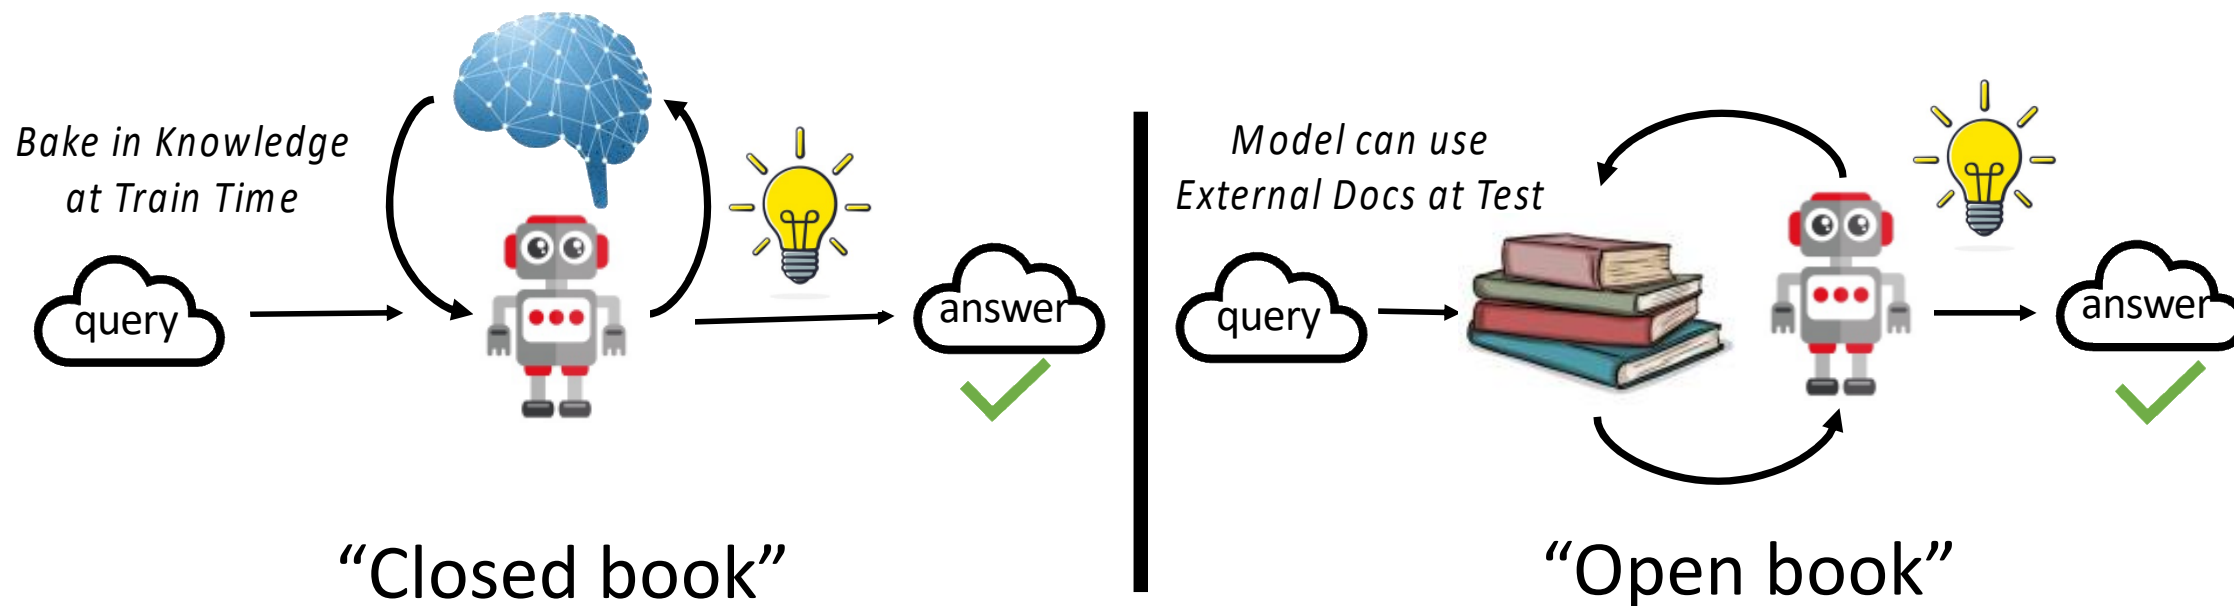 Bake in Knowledge
at Train Time
query
answer
“Closed book”
Model can use
External Docs at Test
query
answer
“Open book”